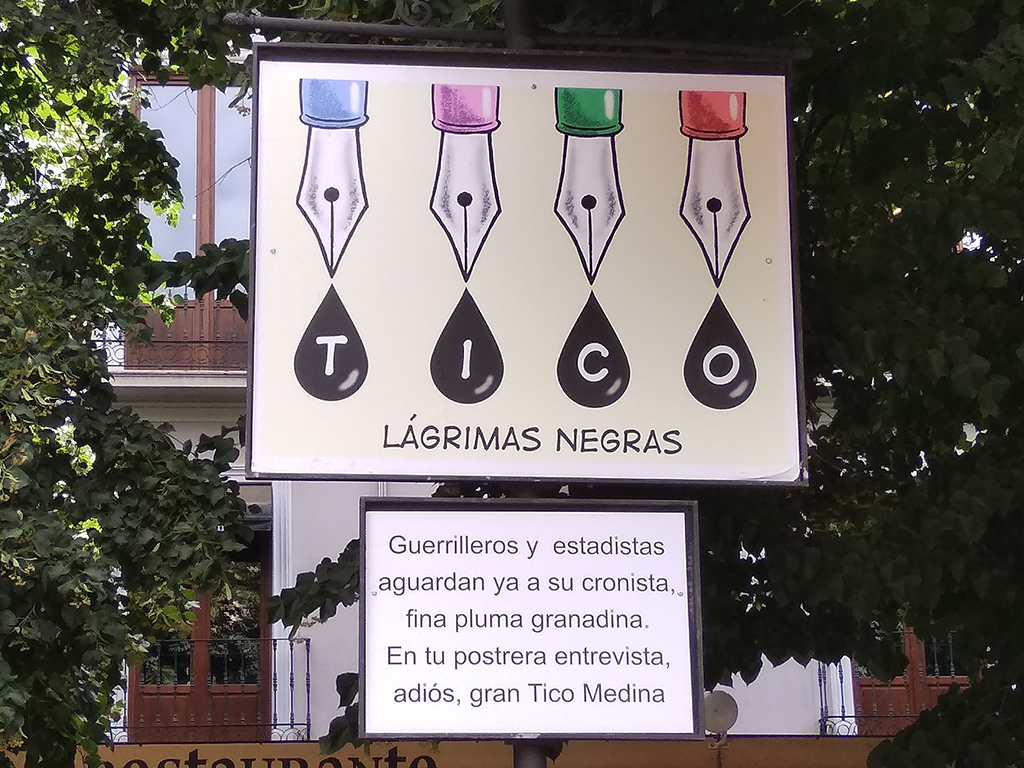 T I C O
LÁGRIMAS NEGRAS
Guerrilleros y estadistas
aguardan ya a su cronista,
fina pluma granadina.
En tu postrera entrevista,
adiós, gran Tico Medina
restaurante